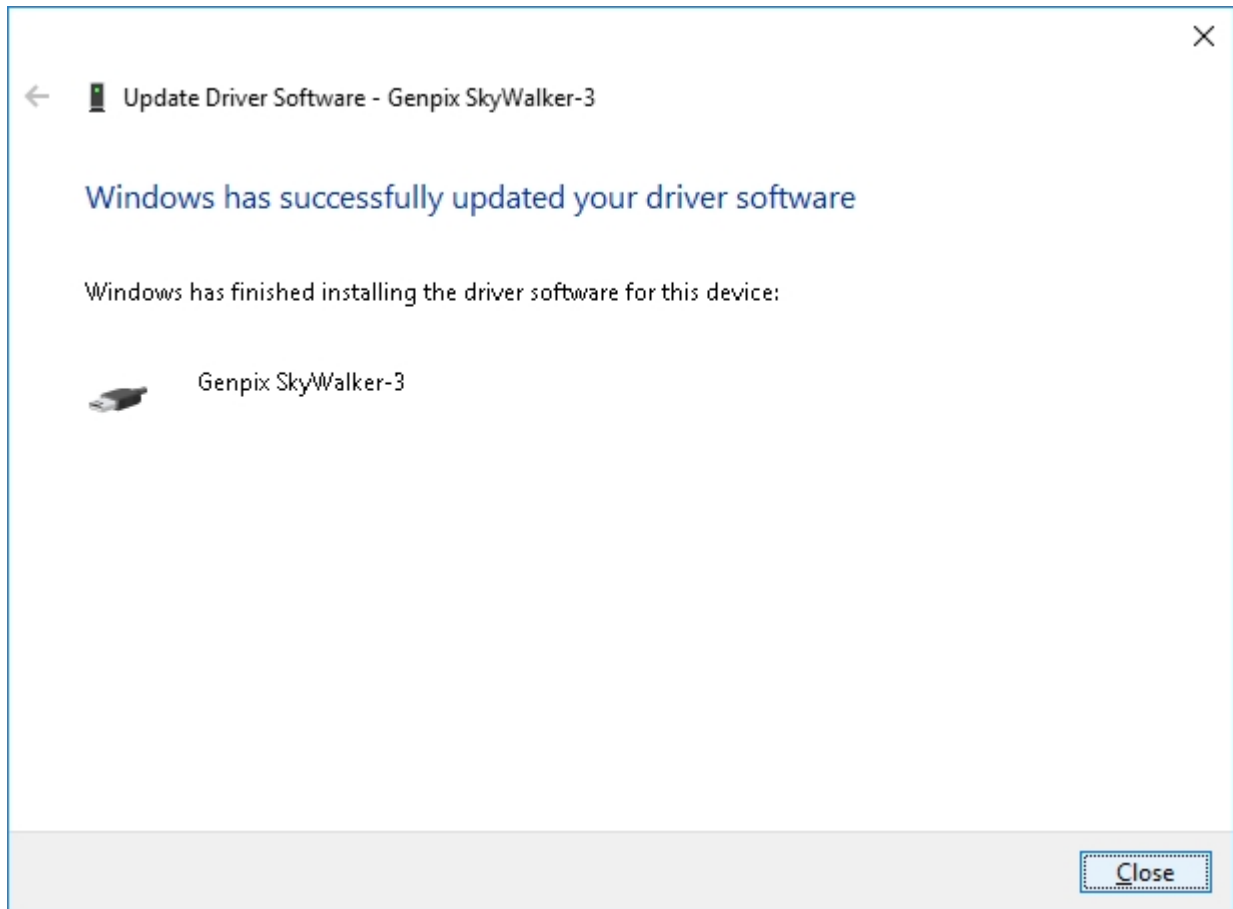 Update Driver Software - Genpix SkyWalker-3
Windows has successfully updated your driver software
Windows has finished installing the driver software for this device:
Genpix SkyWalker-3
Close